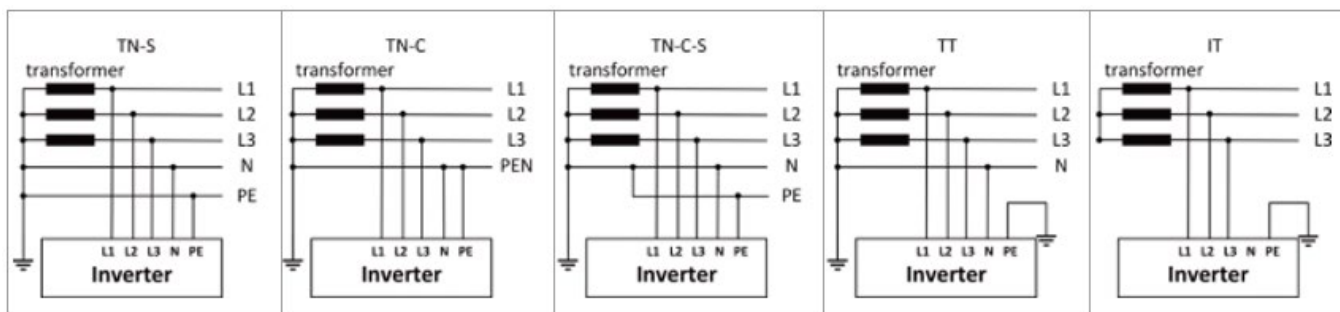 TN-S
transformer
L1
L2
L3
N
PE
L1 L2 L3 N PE
Inverter
TN-C
transformer
L1
L2
L3
PEN
L1 L2 L3 N PE
Inverter
TN-C-S
transformer
L1
L2
L3
N
PE
L1 L2 L3 N PE
Inverter
TT
transformer
L1
L2
L3
N
L1 L2 L3 N PE
Inverter
IT
transformer
L1
L2
L3
L1 L2 L3 N PE
Inverter